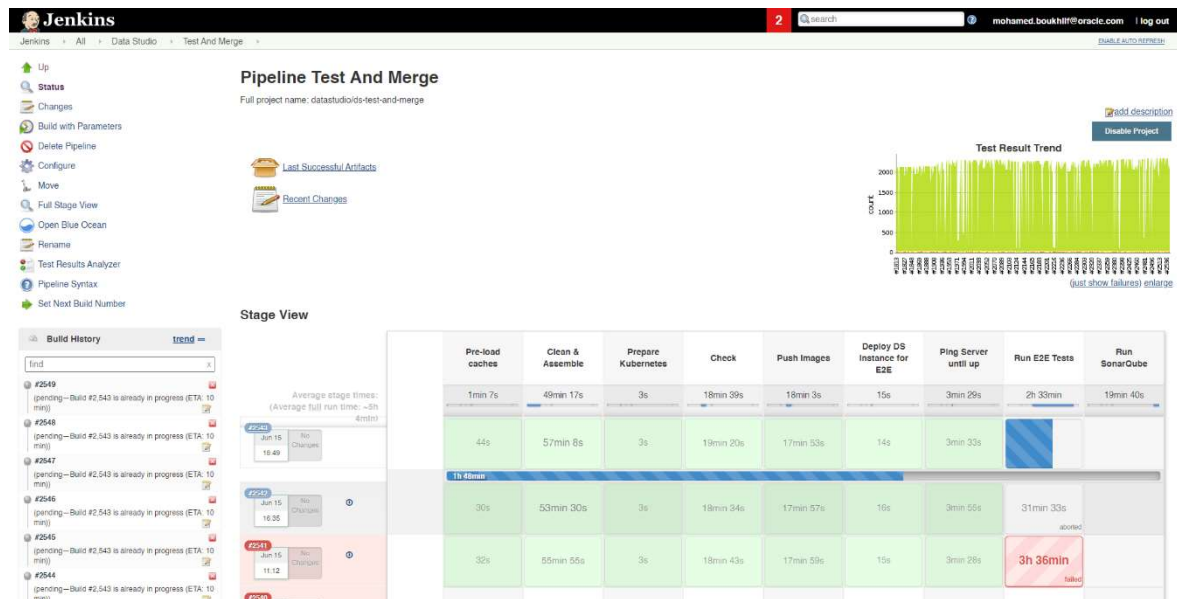 Jenkins
2
search
mohamed.boukhlif@oracle.com
log out
Jenkins
All
Data Studio
Test And Merge
ENABLE AUTO REFRESH
Up
Status
Changes
Build with Parameters
Delete Pipeline
Configure
Move
Full Stage View
Open Blue Ocean
Rename
Test Results Analyzer
Pipeline Syntax
Set Next Build Number
Pipeline Test And Merge
Full project name: datastudio/ds-test-and-merge
Last Successful Artifacts
Recent Changes
add description
Disable Project
Test Result Trend
count
2000
1500
1000
500
0
(just show failures) enlarge
Build History
trend
find
x
#2549
(pending—Build #2,543 is already in progress (ETA: 10
min))
#2548
(pending—Build #2,543 is already in progress (ETA: 10
min))
#2547
(pending—Build #2,543 is already in progress (ETA: 10
min))
#2546
(pending—Build #2,543 is already in progress (ETA: 10
min))
#2545
(pending—Build #2,543 is already in progress (ETA: 10
min))
#2544
(pending—Build #2,543 is already in progress (ETA: 10
Stage View
Pre-load caches
Clean & Assemble
Prepare Kubernetes
Check
Push Images
Deploy DS Instance for E2E
Ping Server until up
Run E2E Tests
Run SonarQube
Average stage times:
(Average full run time: ~5h
4min)
1min 7s
49min 17s
3s
18min 39s
18min 3s
15s
3min 29s
2h 33min
19min 40s
#2543
Jun 15
18:49
No Changes
44s
57min 8s
3s
19min 20s
17min 53s
14s
3min 33s
1h 48min
#2542
Jun 15
16:35
No Changes
30s
53min 30s
3s
18min 34s
17min 57s
16s
3min 55s
31min 33s
aborted
#2541
Jun 15
11:12
No Changes
32s
55min 55s
3s
18min 43s
17min 59s
15s
3min 28s
3h 36min
failed
#2540